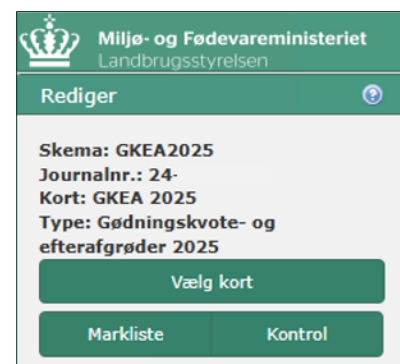 Miljø- og Fødevareministeriet
Landbrugsstyrelsen
Rediger
Skema: GKEA2025
Journalnr.: 24-
Kort: GKEA 2025
Type: Gødningskvote- og
efterafgrøder 2025
Vælg kort
Markliste Kontrol